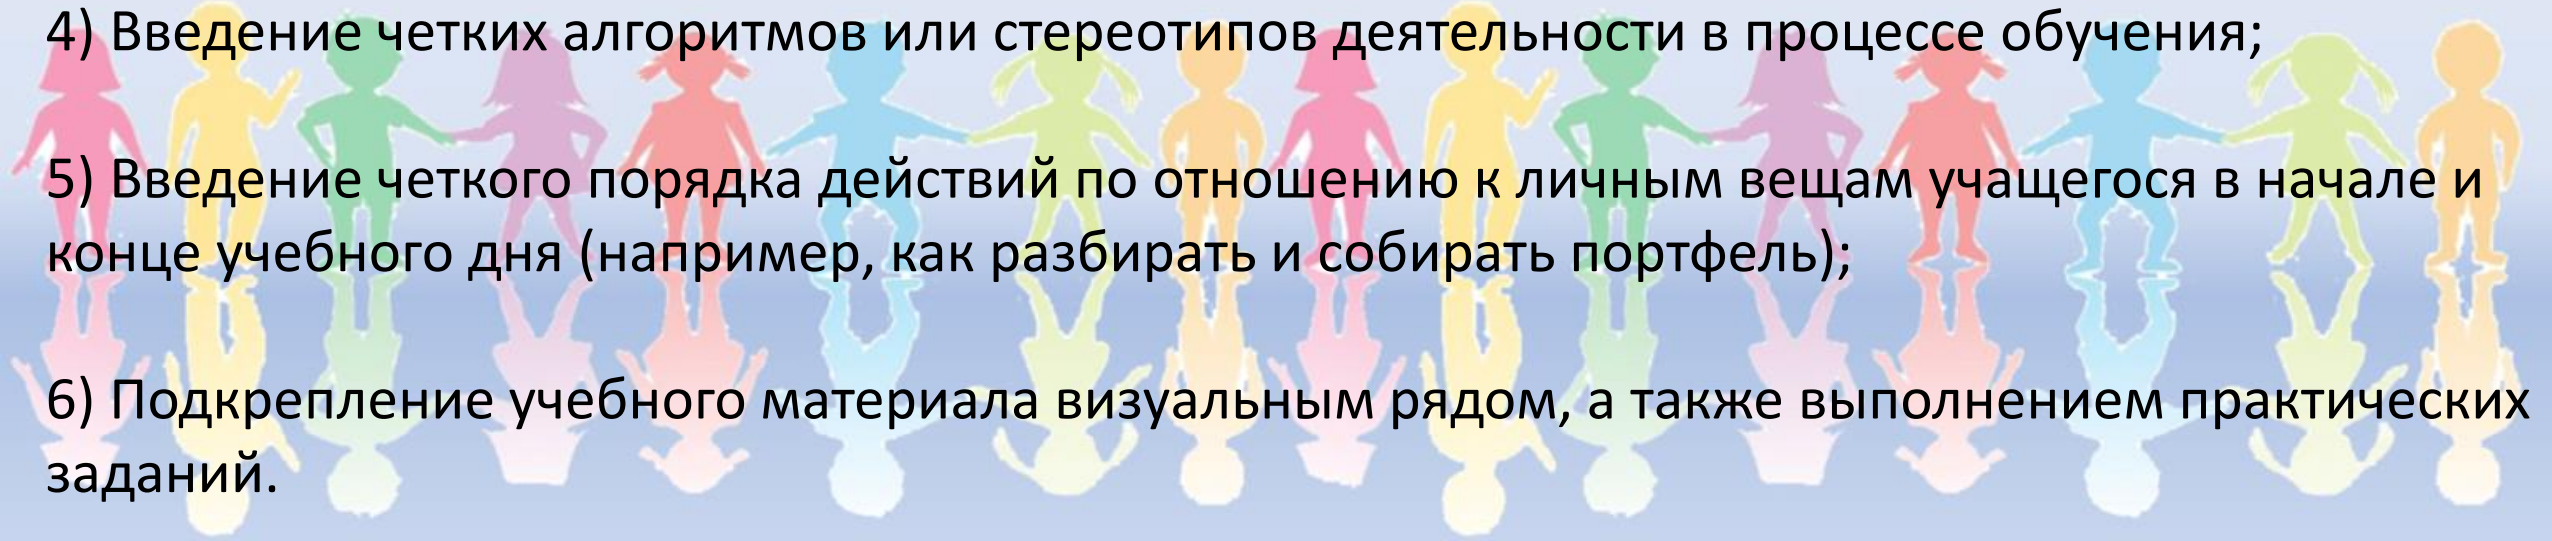 4) Введение четких алгоритмов или стереотипов деятельности в процессе обучения;
5) Введение четкого порядка действий по отношению к личным вещам учащегося в начале и
конце учебного дня (например, как разбирать и собирать портфель);
6) Подкрепление учебного материала визуальным рядом, а также выполнением практических
заданий.